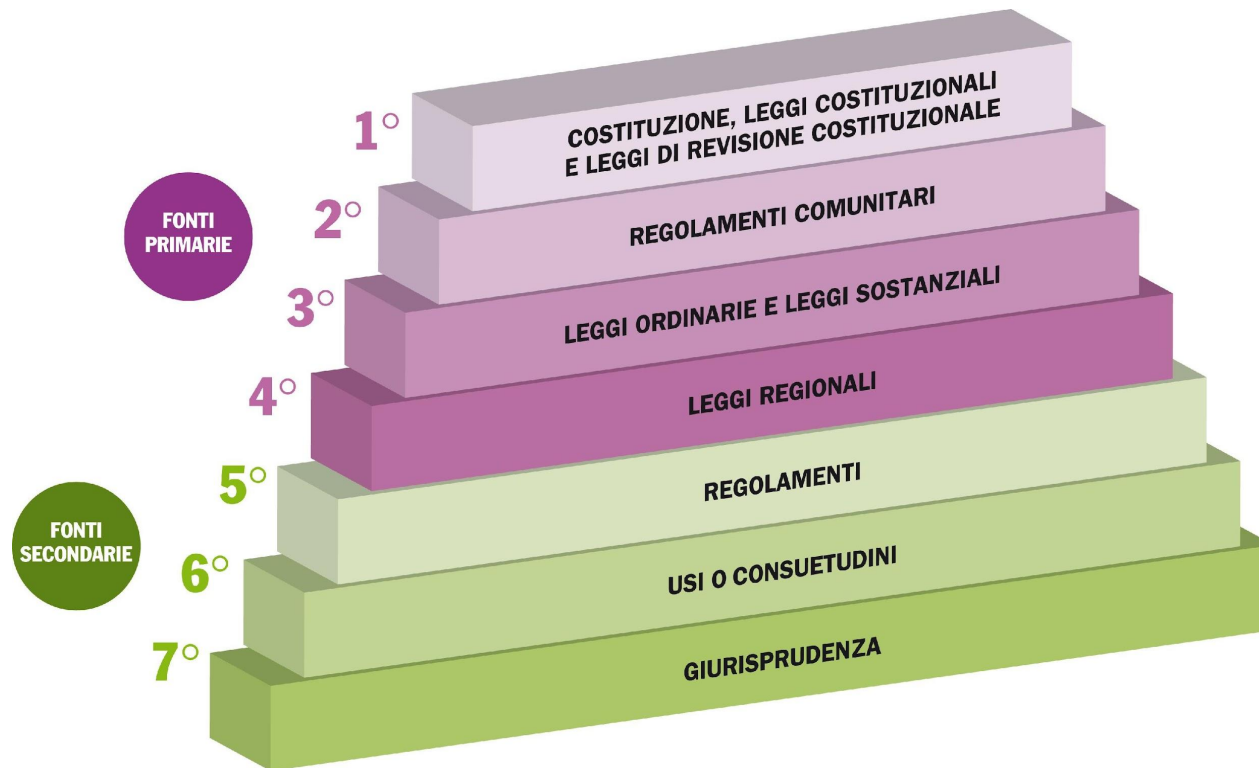 1°
COSTITUZIONE, LEGGI COSTITUZIONALI
E LEGGI DI REVISIONE COSTITUZIONALE
FONTI
PRIMARIE
2°
REGOLAMENTI COMUNITARI
3°
LEGGI ORDINARIE E LEGGI SOSTANZIALI
4°
LEGGI REGIONALI
5°
REGOLAMENTI
FONTI
SECONDARIE
6°
USI O CONSUETUDINI
7°
GIURISPRUDENZA